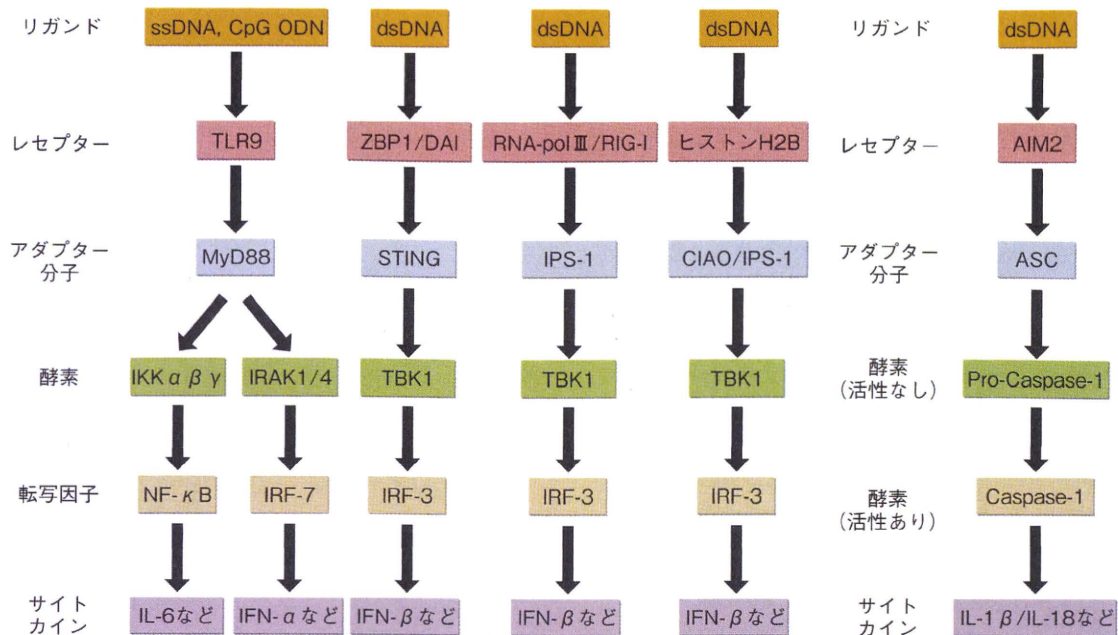 リガンド
ssDNA, CpG ODN
dsDNA
dsDNA
dsDNA
リガンド
dsDNA
レセプター
TLR9
ZBP1/DAI
RNA-polⅢ/RIG-I
ヒストンH2B
レセプター
AIM2
アダプター
分子
MyD88
STING
IPS-1
CIAO/IPS-1
アダプター
分子
ASC
酵素
IKKαβγ
IRAK1/4
TBK1
TBK1
TBK1
酵素
(活性なし)
Pro-Caspase-1
転写因子
NF-κB
IRF-7
IRF-3
IRF-3
IRF-3
酵素
(活性あり)
Caspase-1
サイト
カイン
IL-6など
IFN-αなど
IFN-βなど
IFN-βなど
IFN-βなど
サイト
カイン
IL-1β/IL-18など